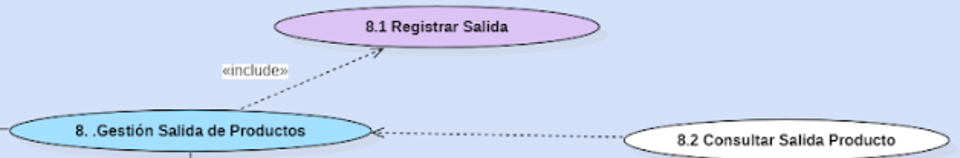 8.1 Registrar Salida
«include»
8. .Gestión Salida de Productos
8.2 Consultar Salida Producto